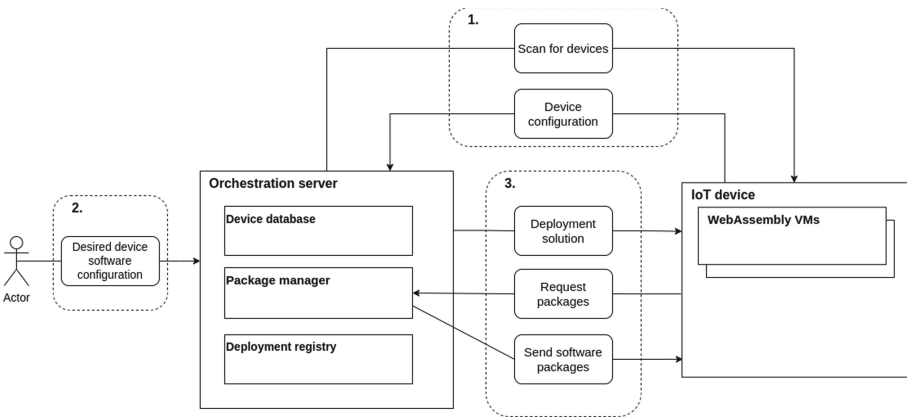 1.
Scan for devices
Device
configuration
Orchestration server
Device database
Package manager
Deployment registry
2.
Desired device
software
configuration
Actor
3.
Deployment
solution
Request
packages
Send software
packages
IoT device
WebAssembly VMs